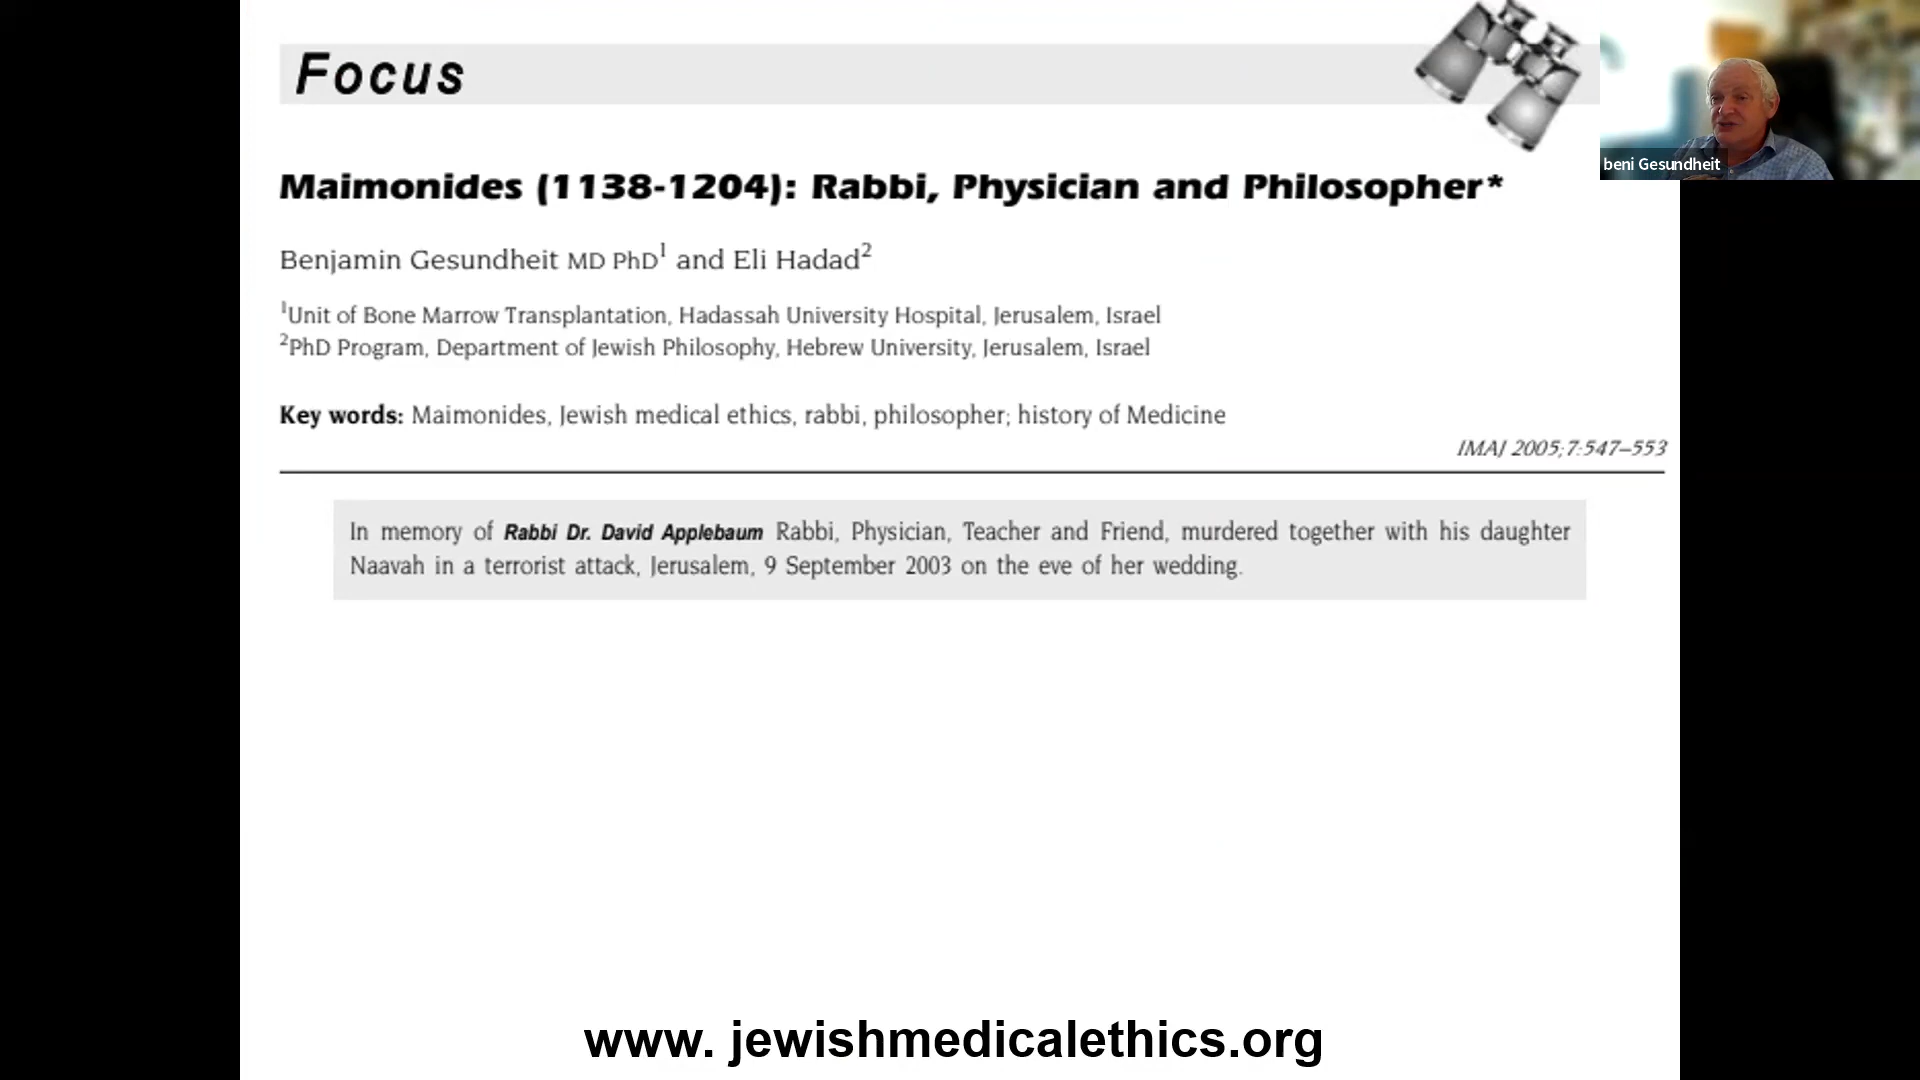 Focus
beni Gesundheit
Maimonides (1138-1204): Rabbi, Physician and Philosopher*
Benjamin Gesundheit MD PhD1 and Eli Hadad2
1Unit of Bone Marrow Transplantation, Hadassah University Hospital, Jerusalem, Israel
2PhD Program, Department of Jewish Philosophy, Hebrew University, Jerusalem, Israel
Key words: Maimonides, Jewish medical ethics, rabbi, philosopher; history of Medicine
IMAJ 2005;7:547–553
In memory of Rabbi Dr. David Applebaum Rabbi, Physician, Teacher and Friend, murdered together with his daughter
Naavah in a terrorist attack, Jerusalem, 9 September 2003 on the eve of her wedding.
www. jewishmedicalethics.org